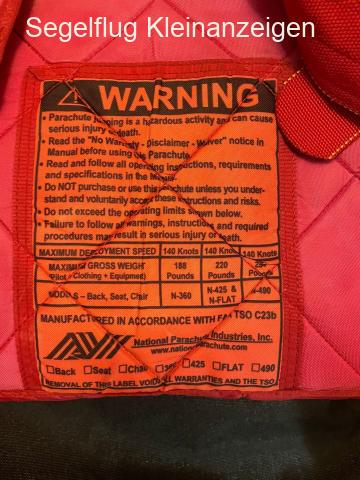 Segelflug Kleinanzeigen
⚠ WARNING
• Parachute jumping is a hazardous activity and can cause
serious injury or death.
• Read the "No Warranty - disclaimer - Waiver" notice in
Manual before using this Parachute.
• Read and follow all operating instructions, requirements
and specifications in the Manual.
• Do NOT purchase or use this parachute unless you under-
stand and voluntarily accept these instructions and risks.
• Do not exceed the operating limits shown below.
• Failure to follow all warnings, instructions and required
procedures may result in serious injury or death.
MAXIMUM DEPLOYMENT SPEED 140 Knots 140 Knots Knots
MAXIMUM GROSS WEIGHT 188 220
(Pilot + Clothing + Equipment) Pounds Pounds Pounds
MODELS – Back, Seat, Chair N-360 N-425 & N-490
N-FLAT
MANUFACTURED IN ACCORDANCE WITH FAA TSO C23b
National Parachute Industries, Inc.
www.nationalparachute.com
☐Back ☐Seat ☐Chair ☐360 ☐425 ☐FLAT ☐490
REMOVAL OF THIS LABEL VOIDS ALL WARRANTIES AND THE TSO